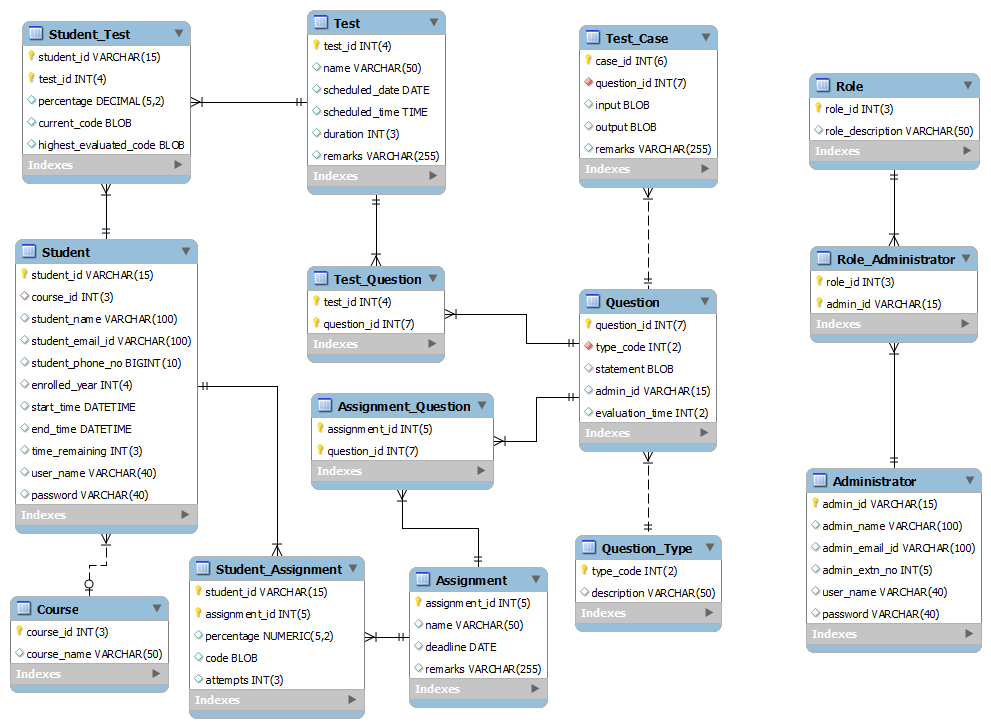 Student_Test
student_id VARCHAR(15)
test_id INT(4)
percentage DECIMAL(5,2)
current_code BLOB
highest_evaluated_code BLOB
Indexes
Test
test_id INT(4)
name VARCHAR(50)
scheduled_date DATE
scheduled_time TIME
duration INT(3)
remarks VARCHAR(255)
Indexes
Test_Case
case_id INT(6)
question_id INT(7)
input BLOB
output BLOB
remarks VARCHAR(255)
Indexes
Role
role_id INT(3)
role_description VARCHAR(50)
Indexes
Student
student_id VARCHAR(15)
course_id INT(3)
student_name VARCHAR(100)
student_email_id VARCHAR(100)
student_phone_no BIGINT(10)
enrolled_year INT(4)
start_time DATETIME
end_time DATETIME
time_remaining INT(3)
user_name VARCHAR(40)
password VARCHAR(40)
Indexes
Test_Question
test_id INT(4)
question_id INT(7)
Indexes
Question
question_id INT(7)
type_code INT(2)
statement BLOB
admin_id VARCHAR(15)
evaluation_time INT(2)
Indexes
Role_Administrator
role_id INT(3)
admin_id VARCHAR(15)
Indexes
Assignment_Question
assignment_id INT(5)
question_id INT(7)
Indexes
Administrator
admin_id VARCHAR(15)
admin_name VARCHAR(100)
admin_email_id VARCHAR(100)
admin_extn_no INT(5)
user_name VARCHAR(40)
password VARCHAR(40)
Indexes
Course
course_id INT(3)
course_name VARCHAR(50)
Indexes
Student_Assignment
student_id VARCHAR(15)
assignment_id INT(5)
percentage NUMERIC(5,2)
code BLOB
attempts INT(3)
Indexes
Assignment
assignment_id INT(5)
name VARCHAR(50)
deadline DATE
remarks VARCHAR(255)
Indexes
Question_Type
type_code INT(2)
description VARCHAR(50)
Indexes